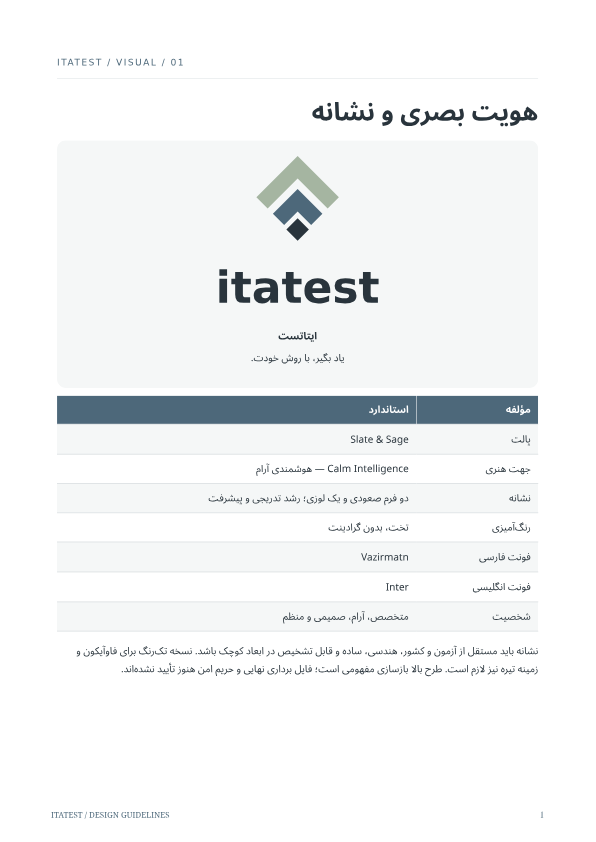 ITATEST / VISUAL / 01
هویت بصری و نشانه
itatest
ایتاتست
یاد بگیر، با روش خودت.
مؤلفه استاندارد
پالت Slate & Sage
جهت هنری Calm Intelligence — هوشمندی آرام
نشانه دو فرم صعودی و یک لوزی؛ رشد تدریجی و پیشرفت
رنگ‌آمیزی تخت، بدون گرادینت
فونت فارسی Vazirmatn
فونت انگلیسی Inter
شخصیت متخصص، آرام، صمیمی و منظم
نشانه باید مستقل از آزمون و کشور، هندسی، ساده و قابل تشخیص در ابعاد کوچک باشد. نسخه تک‌رنگ برای فاوآیکون و
زمینه تیره نیز لازم است. طرح بالا بازسازی مفهومی است؛ فایل برداری نهایی و حریم امن هنوز تأیید نشده‌اند.
ITATEST / DESIGN GUIDELINES 1